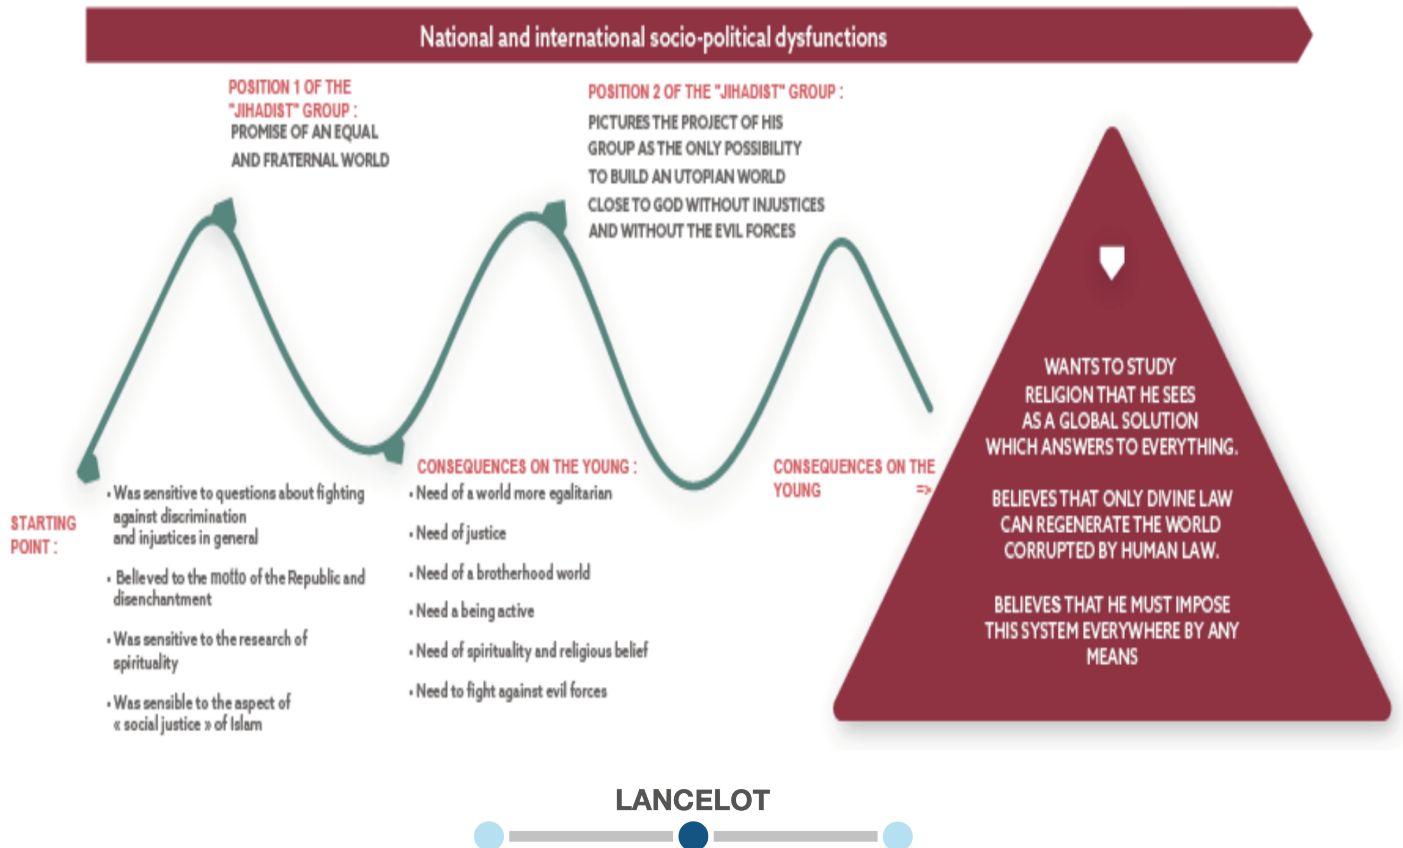 National and international socio-political dysfunctions
POSITION 1 OF THE
"JIHADIST" GROUP :
PROMISE OF AN EQUAL
AND FRATERNAL WORLD
POSITION 2 OF THE "JIHADIST" GROUP :
PICTURES THE PROJECT OF HIS
GROUP AS THE ONLY POSSIBILITY
TO BUILD AN UTOPIAN WORLD
CLOSE TO GOD WITHOUT INJUSTICES
AND WITHOUT THE EVIL FORCES
STARTING
POINT :
• Was sensitive to questions about fighting
against discrimination
and injustices in general
• Believed to the motto of the Republic and
disenchantment
• Was sensitive to the research of
spirituality
• Was sensible to the aspect of
« social justice » of Islam
CONSEQUENCES ON THE YOUNG :
• Need of a world more egalitarian
• Need of justice
• Need of a brotherhood world
• Need a being active
• Need of spirituality and religious belief
• Need to fight against evil forces
CONSEQUENCES ON THE
YOUNG =>
WANTS TO STUDY
RELIGION THAT HE SEES
AS A GLOBAL SOLUTION
WHICH ANSWERS TO EVERYTHING.
BELIEVES THAT ONLY DIVINE LAW
CAN REGENERATE THE WORLD
CORRUPTED BY HUMAN LAW.
BELIEVES THAT HE MUST IMPOSE
THIS SYSTEM EVERYWHERE BY ANY
MEANS
LANCELOT